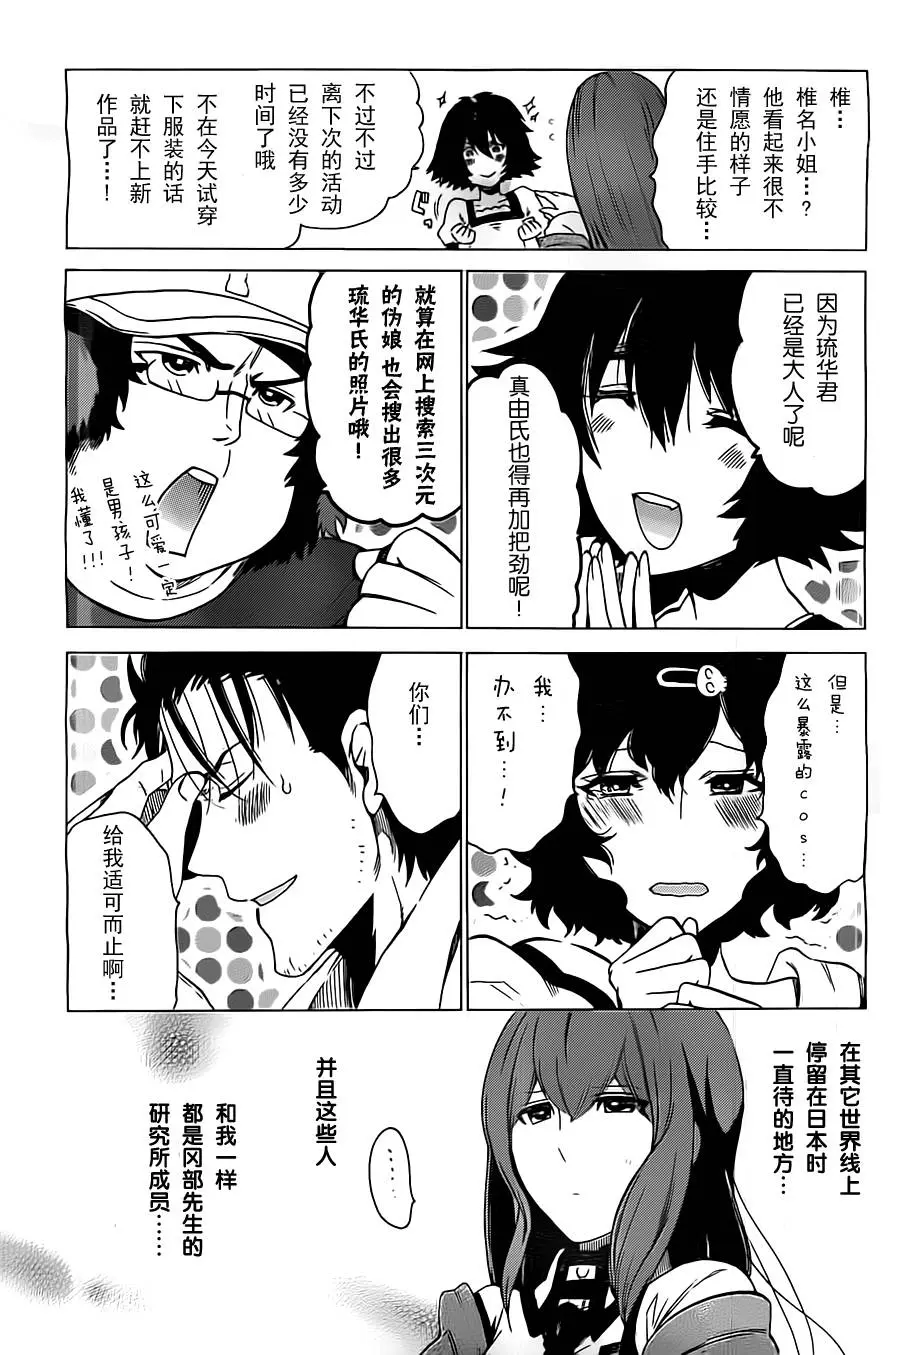 椎…
椎名小姐…?
他看起来很不
情愿的样子
还是住手比较…
不过不过
离下次的活动
已经没有多少
时间了哦
不在今天试穿
下服装的话
就赶不上新
作品了…!
因为琉华君
已经是大人了呢
真由氏也得再加把劲呢!
就算在网上搜索三次元
的伪娘 也会搜出很多
琉华氏的照片哦!
这么可爱一定
是男孩子!
我懂了!!!
但是…
这么暴露的cos…
我…
办不到…!
你们…
给我适可而止啊…
在其它世界线上
停留在日本时
一直待的地方…
……
并且这些人
和我一样
都是冈部先生的
研究所成员……